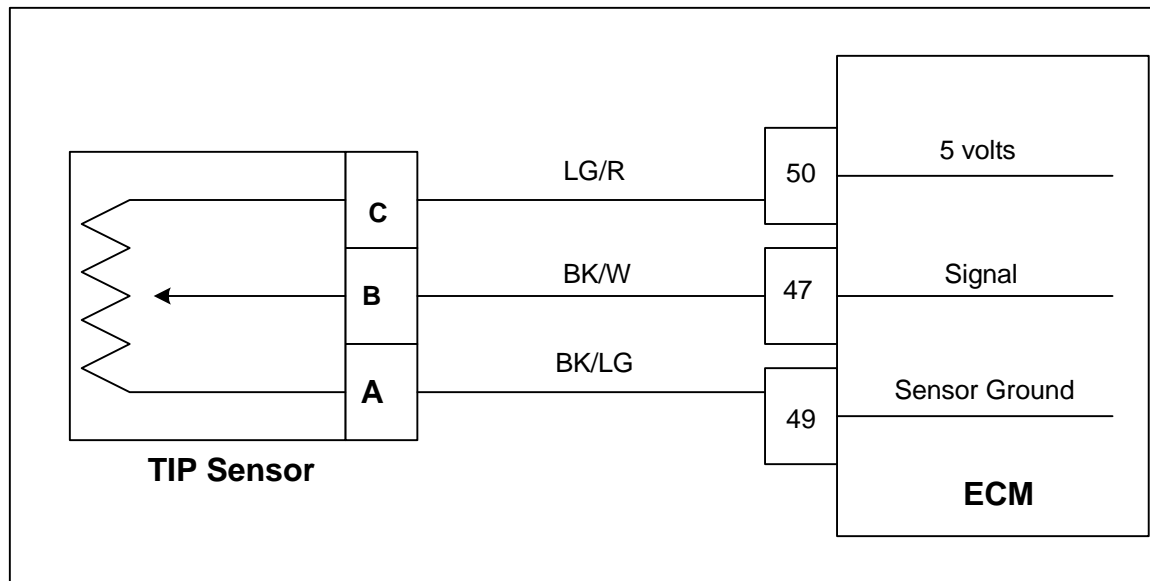 5 volts
LG/R
50
C
BK/W
Signal
47
B
BK/LG
A
Sensor Ground
49
TIP Sensor
ECM